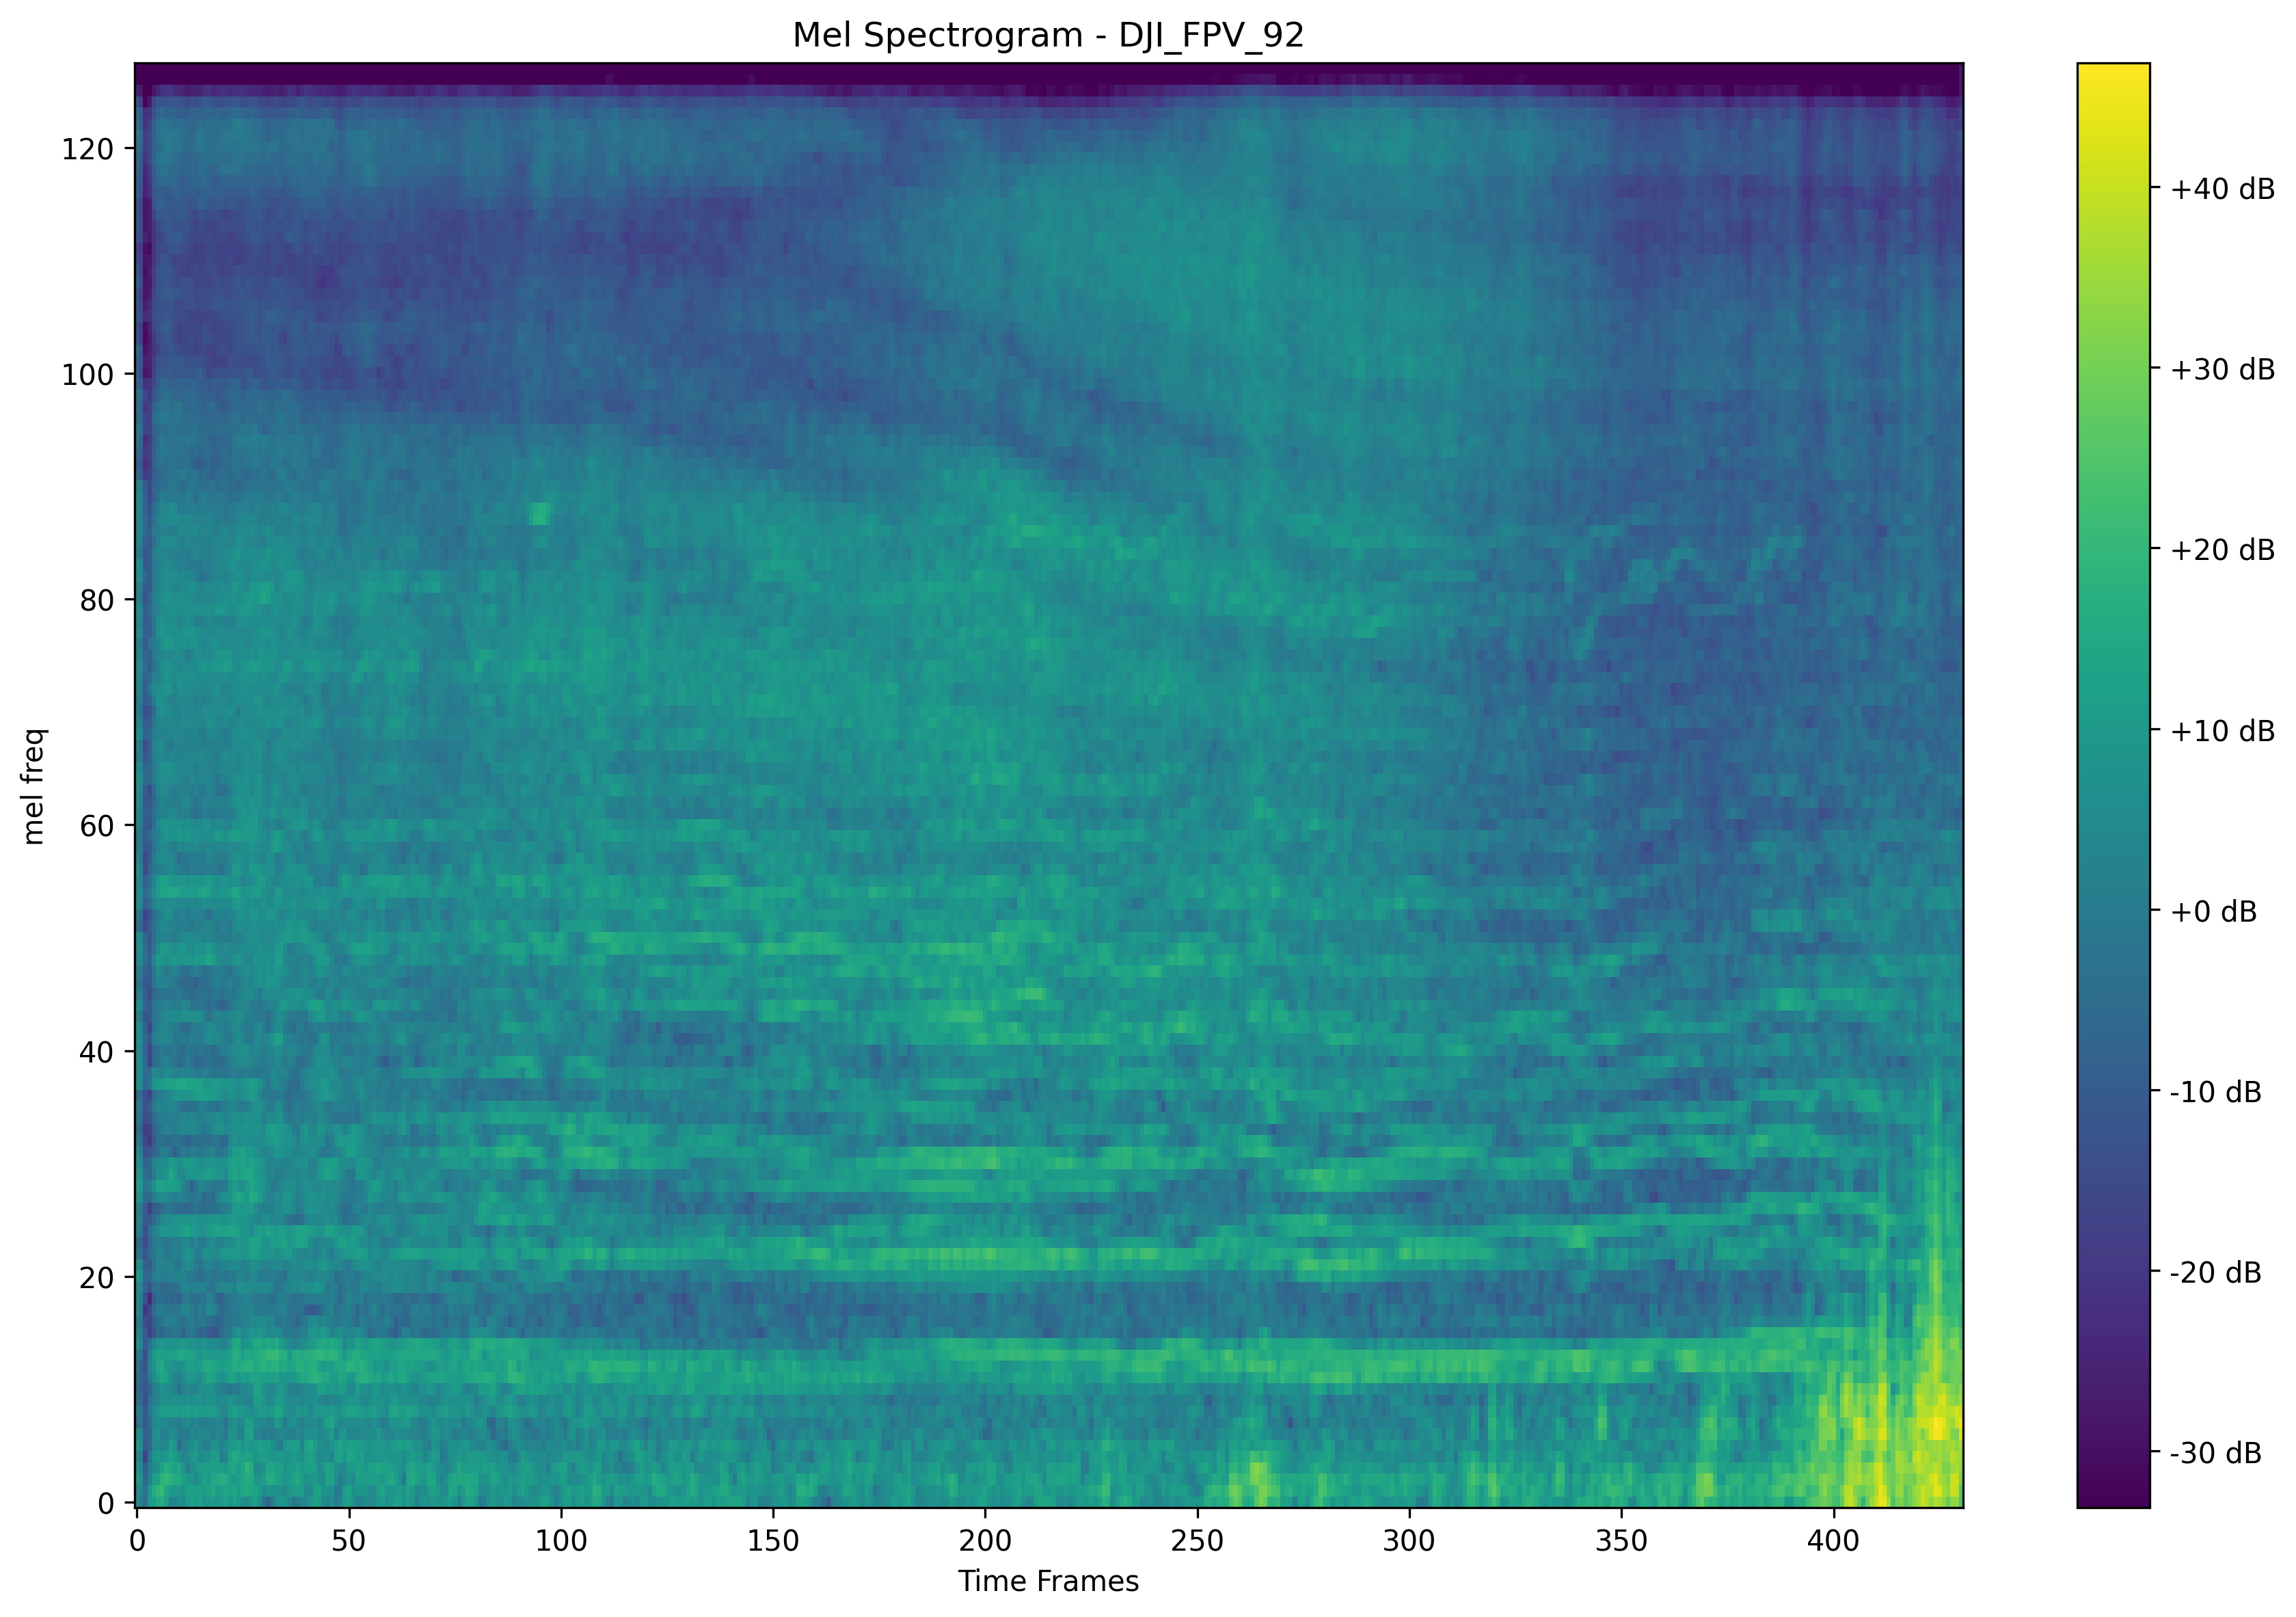 Mel Spectrogram - DJI_FPV_92
120
100
80
60
40
20
0
mel freq
0 50 100 150 200 250 300 350 400
Time Frames
+40 dB
+30 dB
+20 dB
+10 dB
+0 dB
-10 dB
-20 dB
-30 dB